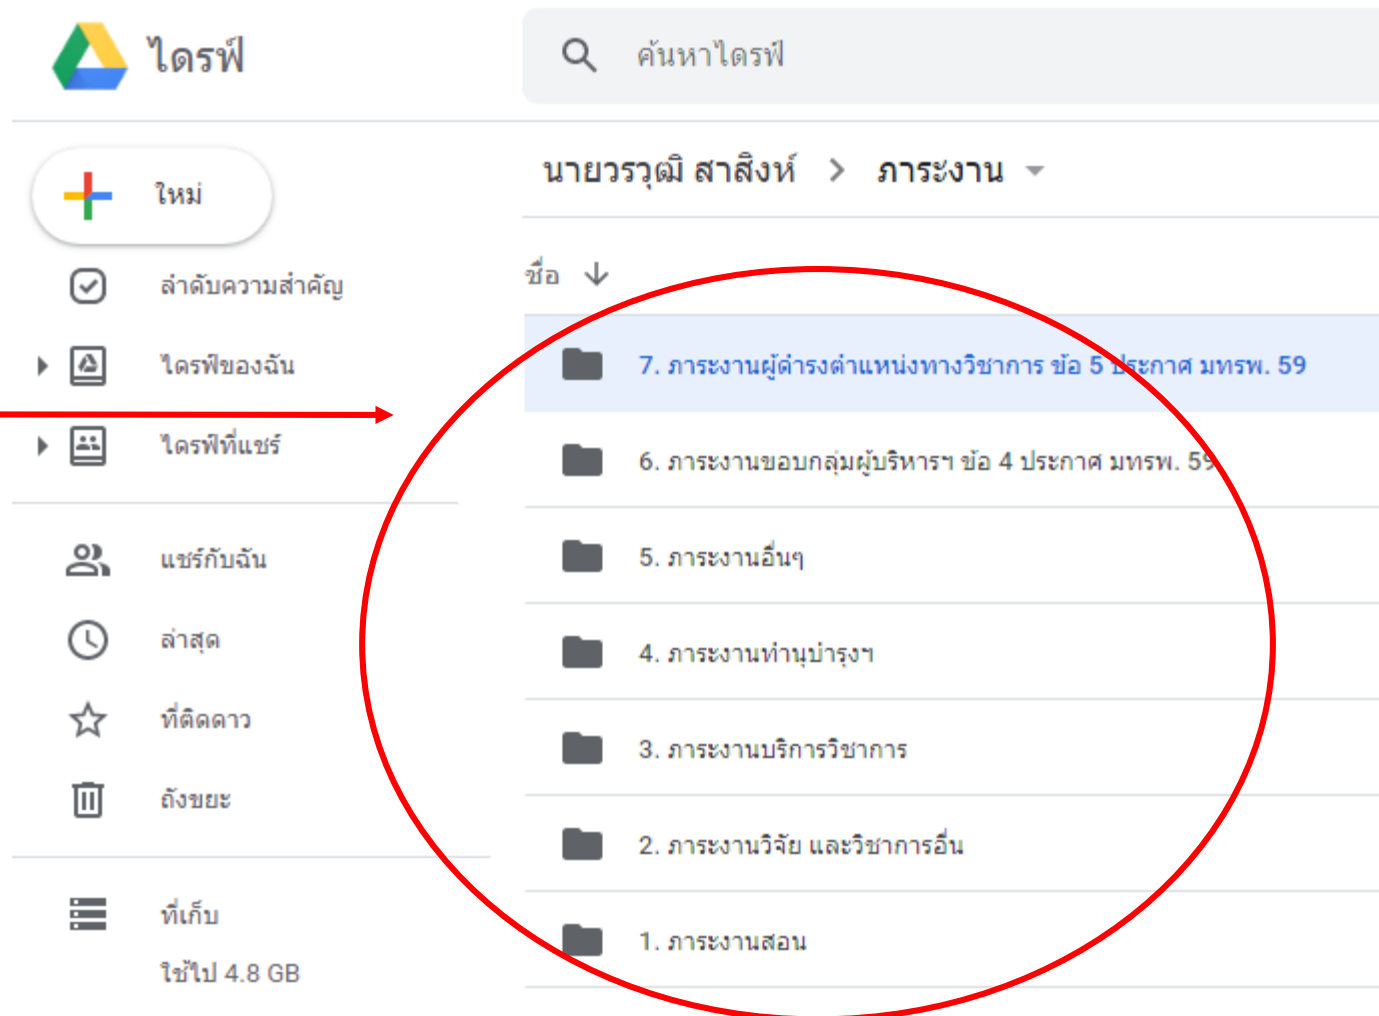 ไดรฟ์
ค้นหาไดรฟ์
ใหม่
นายวรวุฒิ สาสิงห์ > ภาระงาน
ลำดับความสำคัญ
ไดรฟ์ของฉัน
ไดรฟ์ที่แชร์
แชร์กับฉัน
ล่าสุด
ที่ติดดาว
ถังขยะ
ที่เก็บ
ใช้ไป 4.8 GB
ชื่อ
7. ภาระงานผู้ดำรงตำแหน่งทางวิชาการ ข้อ 5 ประกาศ มทรพ. 59
6. ภาระงานขอบกลุ่มผู้บริหารฯ ข้อ 4 ประกาศ มทรพ. 59
5. ภาระงานอื่นๆ
4. ภาระงานทำนุบำรุงฯ
3. ภาระงานบริการวิชาการ
2. ภาระงานวิจัย และวิชาการอื่น
1. ภาระงานสอน